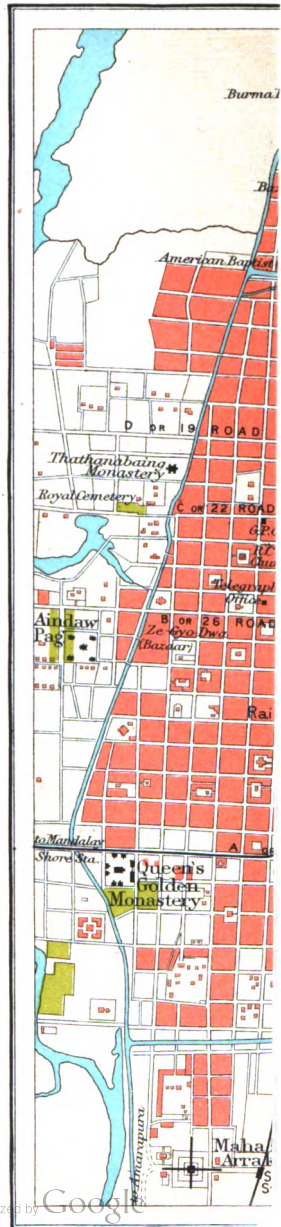 Burma
Ba
American Baptist
D OR 19 ROAD
Thathanabaing
Monastery
Royal Cemetery
C OR 22 ROAD
G.P.O
R.C.
Telegraph
Office
B OR 26 ROAD
Aindaw
Pag
Ze-Gyo-Dwa
(Bazaar)
Rai
to Mandalay
Shore Sta.
A OR
Queen's
Golden
Monastery
to Amarapura
Maha
Arra
S
S
zed by Google